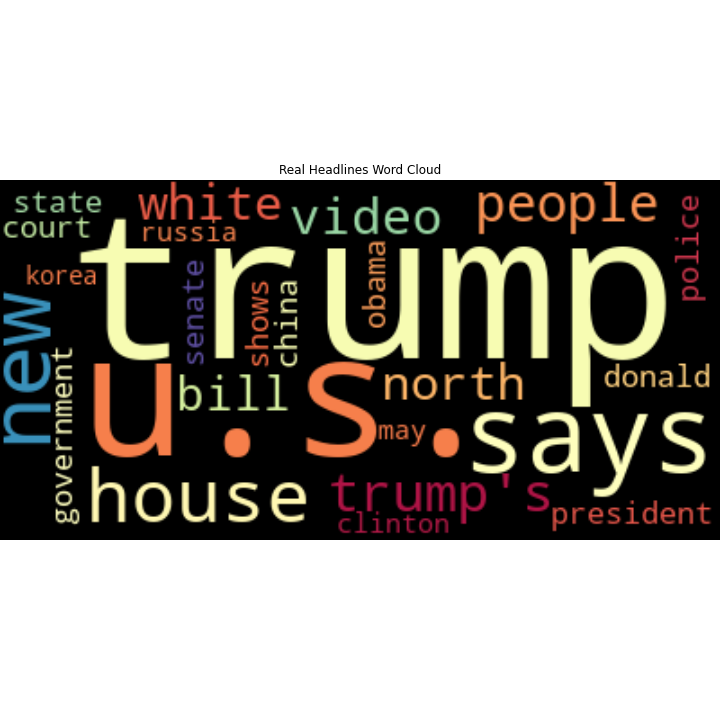 Real Headlines Word Cloud
state
white
video
people
police
court
russia
trump
korea
senate
shows
china
obama
new
government
u.s.
bill
north
donald
may
says
house
trump's
clinton
president